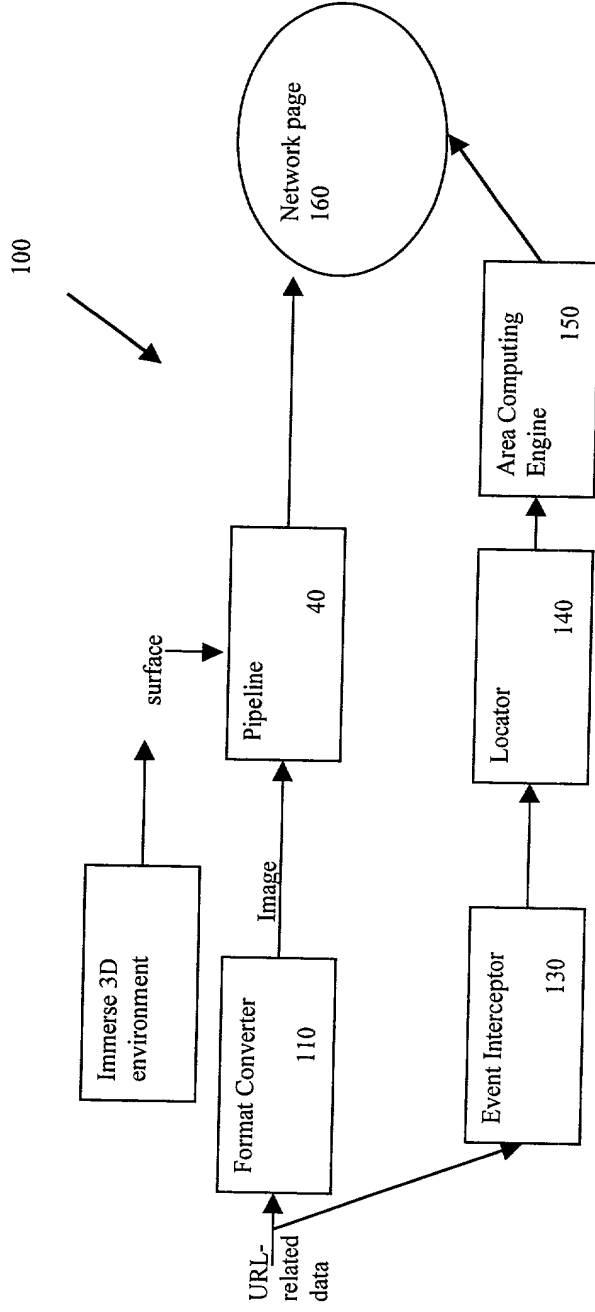 100
Immerse 3D
environment
surface
Format Converter
110
Image
Pipeline
40
Network page
160
URL-
related
data
Event Interceptor
130
Locator
140
Area Computing
Engine
150